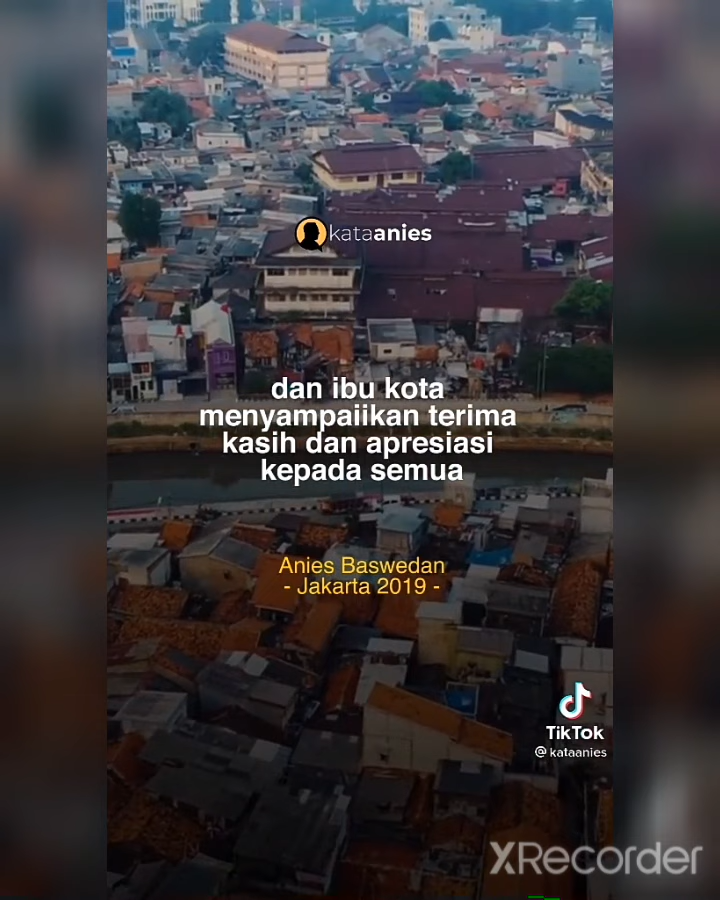 kataanies
dan ibu kota
menyampaiikan terima
kasih dan apresiasi
kepada semua
Anies Baswedan
- Jakarta 2019 -
TikTok
@kataanies
XRecorder